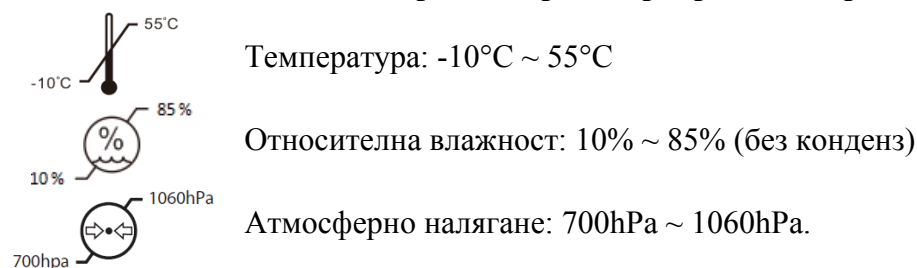 55°C
Температура: -10°C ~ 55°C
-10°C
85 %
%
Относителна влажност: 10% ~ 85% (без конденз)
10 %
1060hPa
Атмосферно налягане: 700hPa ~ 1060hPa.
700hpa